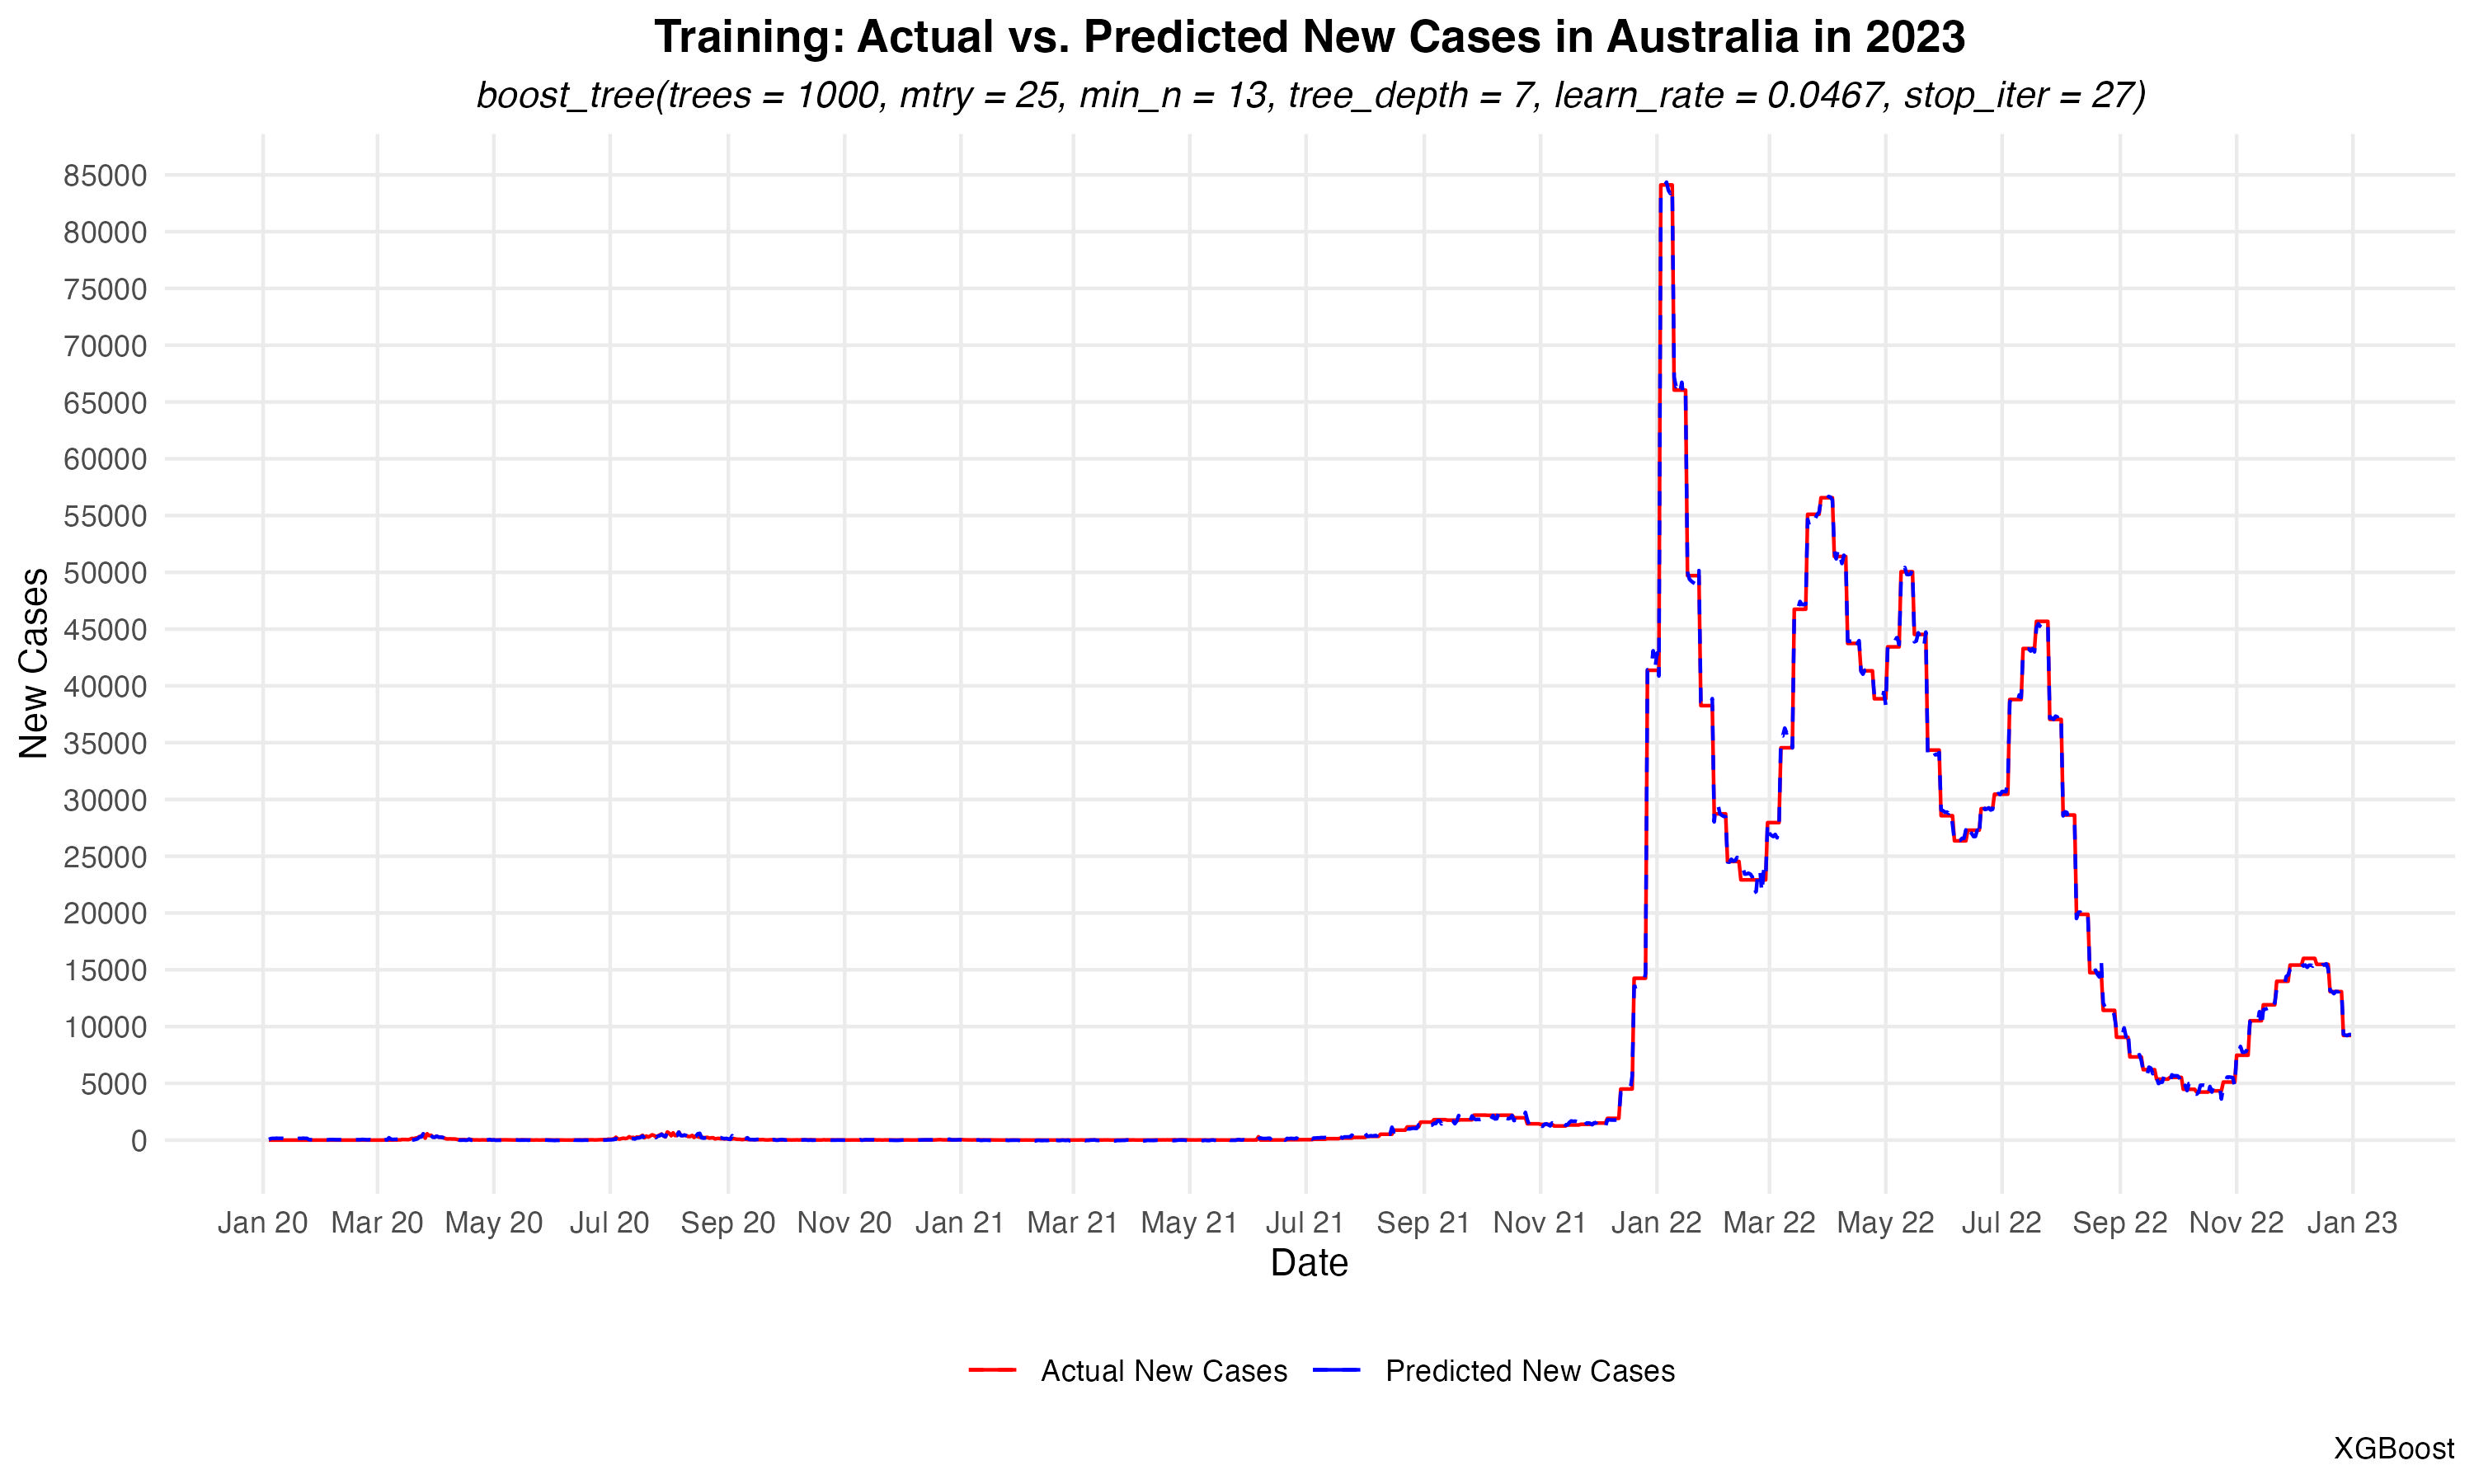 Training: Actual vs. Predicted New Cases in Australia in 2023
boost_tree(trees = 1000, mtry = 25, min_n = 13, tree_depth = 7, learn_rate = 0.0467, stop_iter = 27)
New Cases
85000
80000
75000
70000
65000
60000
55000
50000
45000
40000
35000
30000
25000
20000
15000
10000
5000
0
Jan 20 Mar 20 May 20 Jul 20 Sep 20 Nov 20 Jan 21 Mar 21 May 21 Jul 21 Sep 21 Nov 21 Jan 22 Mar 22 May 22 Jul 22 Sep 22 Nov 22 Jan 23
Date
Actual New Cases Predicted New Cases
XGBoost